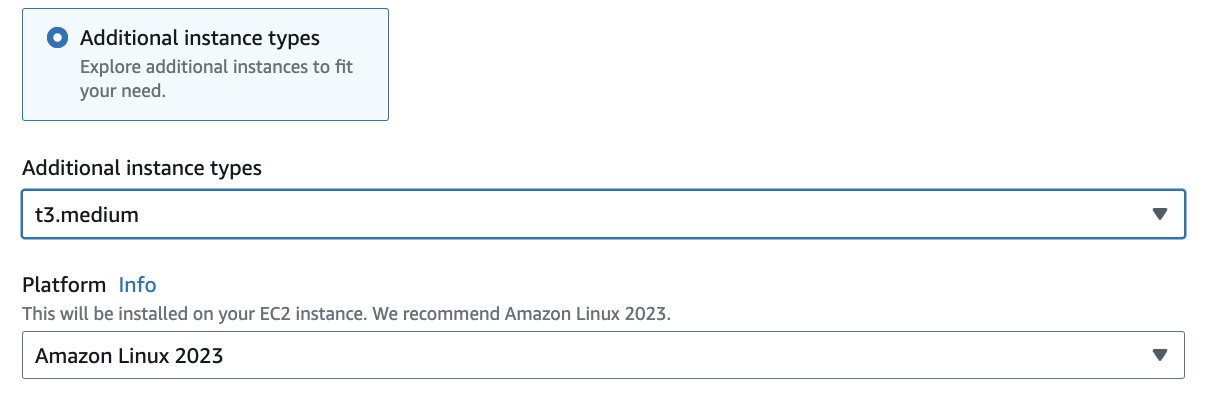 Additional instance types
Explore additional instances to fit
your need.
Additional instance types
t3.medium
Platform Info
This will be installed on your EC2 instance. We recommend Amazon Linux 2023.
Amazon Linux 2023